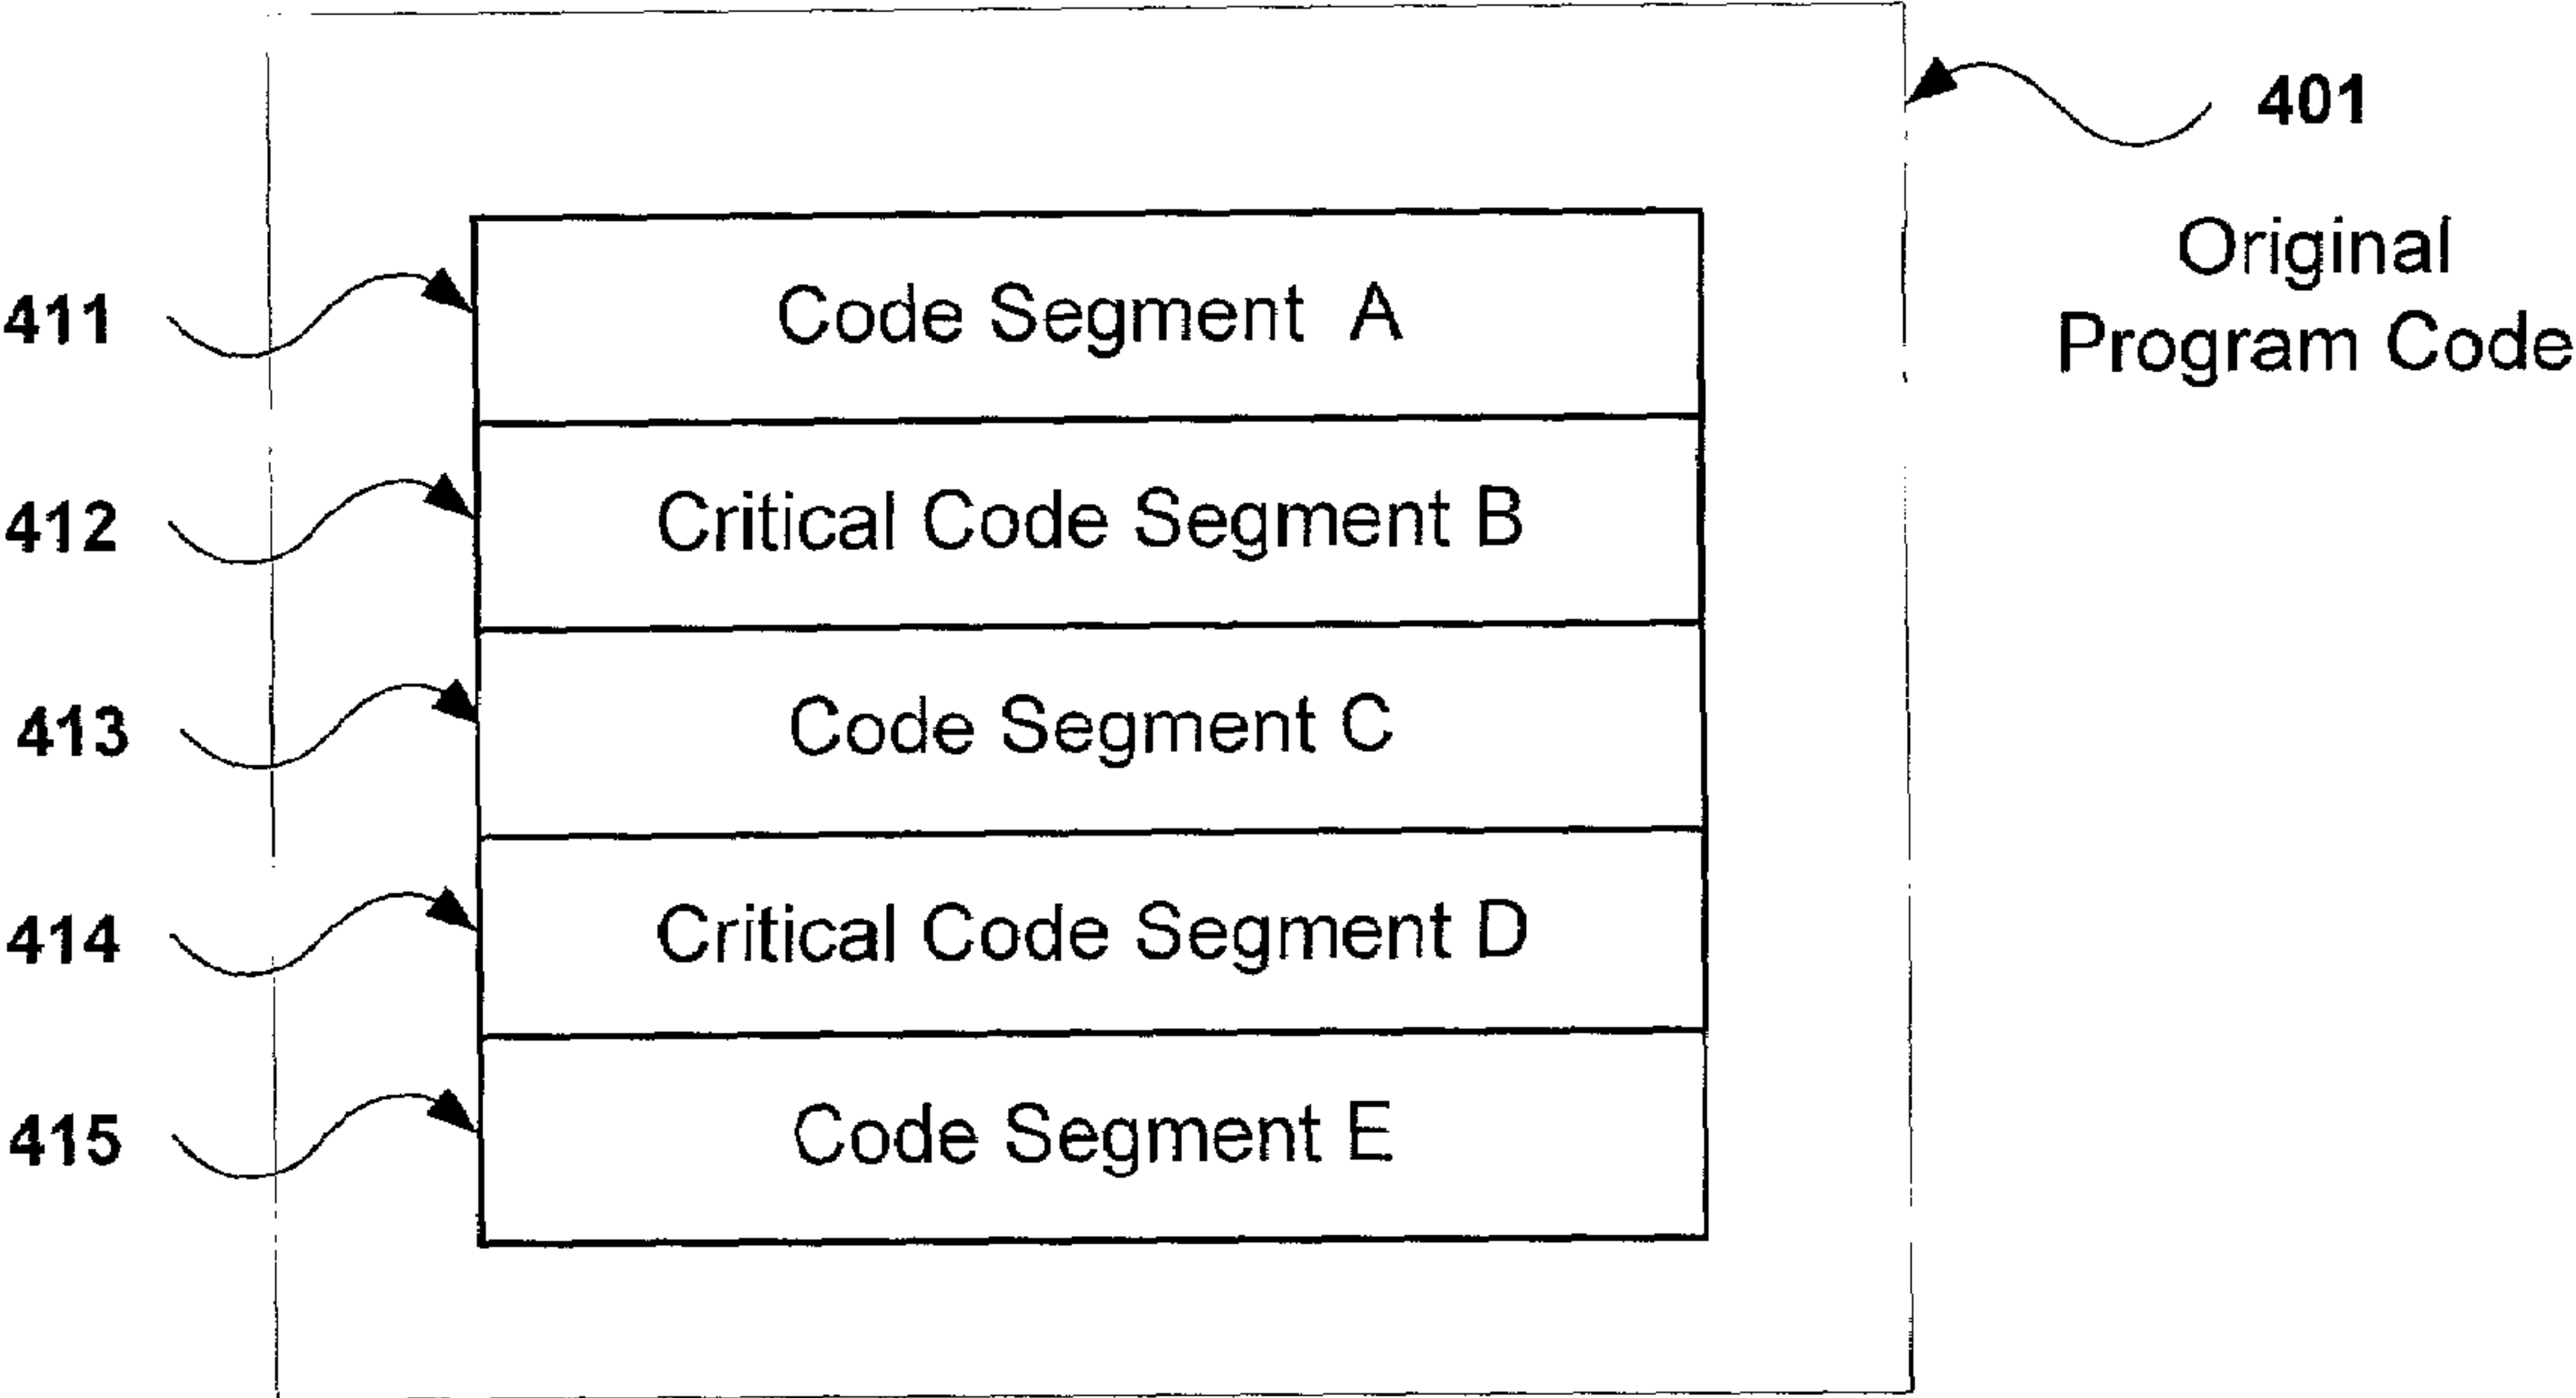 401
Original
Program Code
411
Code Segment A
412
Critical Code Segment B
413
Code Segment C
414
Critical Code Segment D
415
Code Segment E